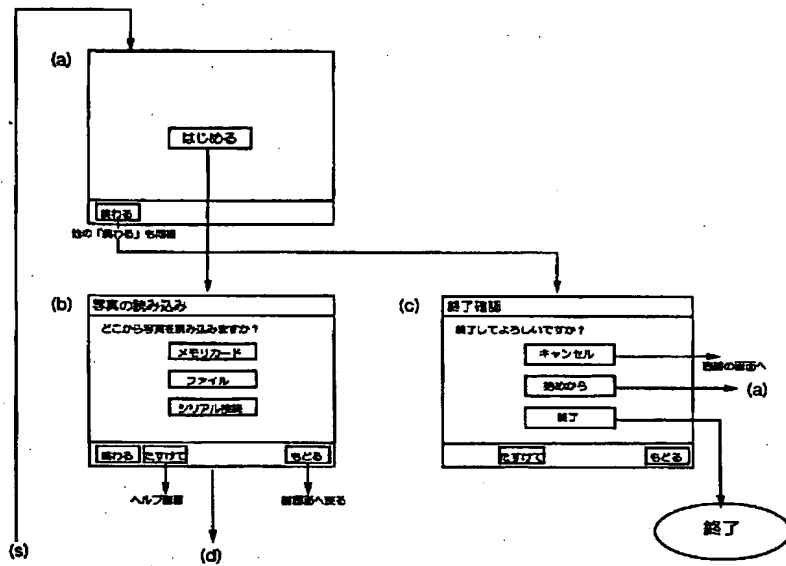 (a)
はじめる
終わる
他の「終わる」も同様
(b)
写真の読み込み
どこから写真を読み込みますか?
メモリカード
ファイル
シリアル接続
終わる
たすけて
もどる
ヘルプ画面
前画面へ戻る
(c)
終了確認
終了してよろしいですか?
キャンセル
直前の画面へ
始めから
(a)
終了
たすけて
もどる
終了
(s)
(d)